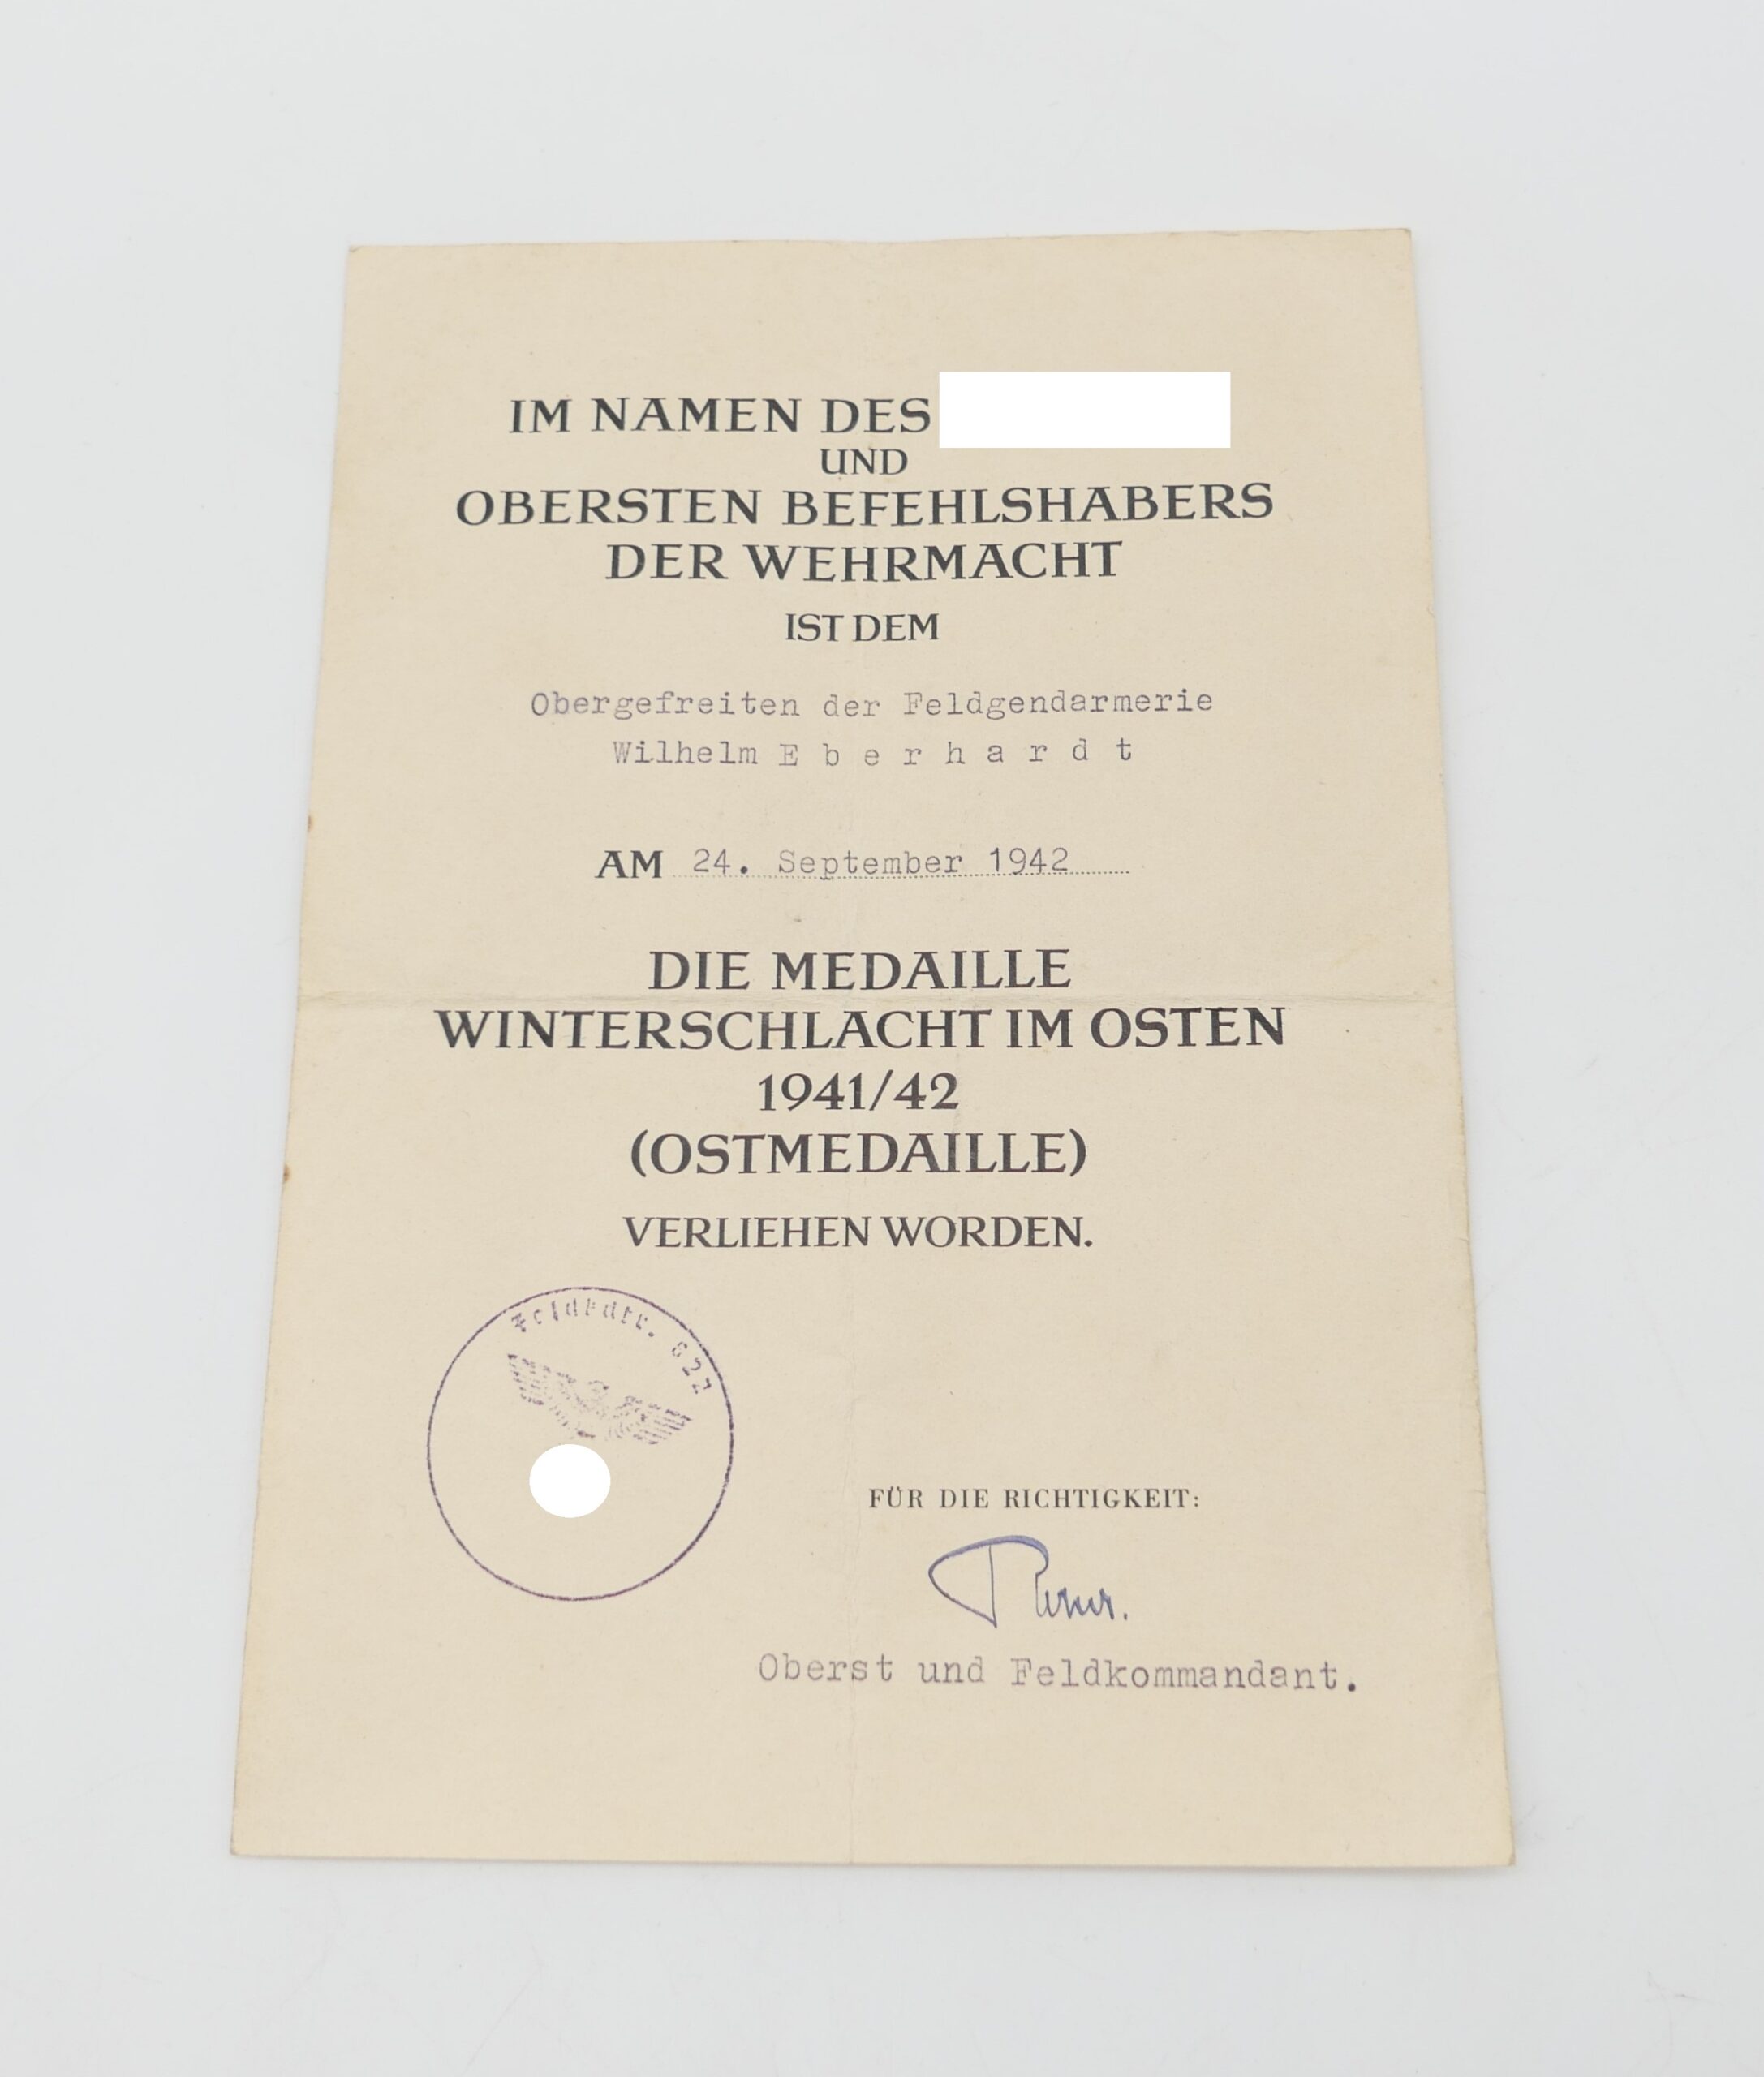 IM NAMEN DES
UND
OBERSTEN BEFEHLSHABERS
DER WEHRMACHT
IST DEM
Obergefreiten der Feldgendarmerie
Wilhelm E b e r h a r d t
AM 24. September 1942
DIE MEDAILLE
WINTERSCHLACHT IM OSTEN
1941/42
(OSTMEDAILLE)
VERLIEHEN WORDEN.
Feldkdtr.
FÜR DIE RICHTIGKEIT:
Oberst und Feldkommandant.